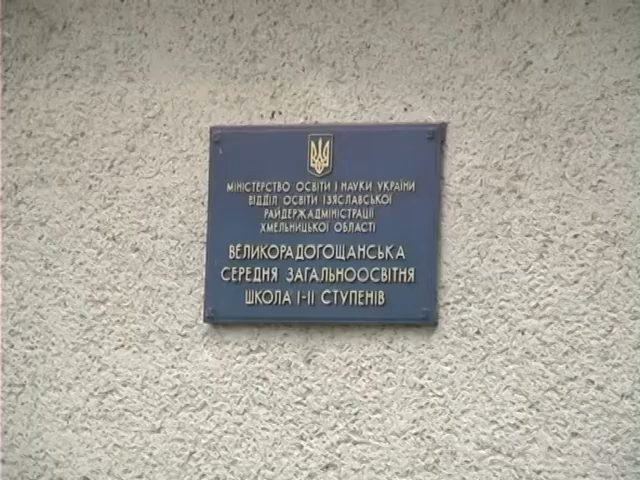 МІНІСТЕРСТВО ОСВІТИ І НАУКИ УКРАЇНИ
ВІДДІЛ ОСВІТИ ІЗЯСЛАВСЬКОЇ
РАЙДЕРЖАДМІНІСТРАЦІЇ
ХМЕЛЬНИЦЬКОЇ ОБЛАСТІ
ВЕЛИКОРАДОГОЩАНСЬКА
СЕРЕДНЯ ЗАГАЛЬНООСВІТНЯ
ШКОЛА І-ІІ СТУПЕНІВ